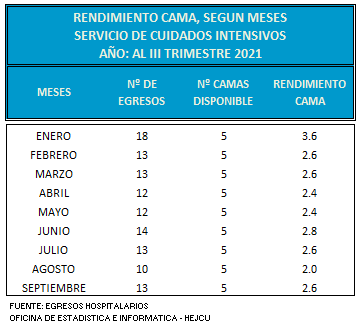 RENDIMIENTO CAMA, SEGUN MESES
SERVICIO DE CUIDADOS INTENSIVOS
AÑO: AL III TRIMESTRE 2021
MESES Nº DE EGRESOS Nº CAMAS DISPONIBLE RENDIMIENTO CAMA
ENERO 18 5 3.6
FEBRERO 13 5 2.6
MARZO 13 5 2.6
ABRIL 12 5 2.4
MAYO 12 5 2.4
JUNIO 14 5 2.8
JULIO 13 5 2.6
AGOSTO 10 5 2.0
SEPTIEMBRE 13 5 2.6
FUENTE: EGRESOS HOSPITALARIOS
OFICINA DE ESTADISTICA E INFORMATICA - HEJCU